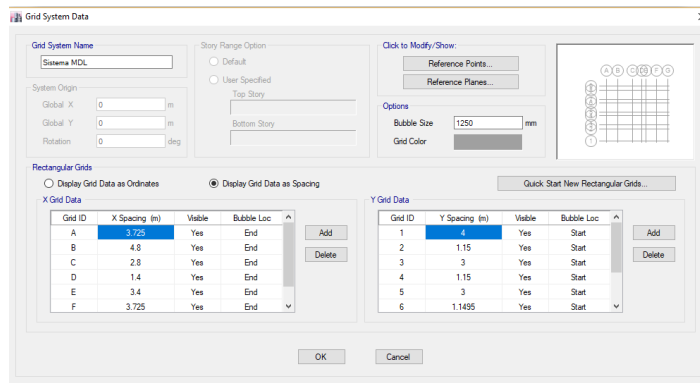 Grid System Data
Grid System Name
Sistema MDL
System Origin
Global X 0 m
Global Y 0 m
Rotation 0 deg
Story Range Option
Default
User Specified
Top Story
Bottom Story
Click to Modify/Show:
Reference Points...
Reference Planes...
Options
Bubble Size 1250 mm
Grid Color
A B C D E F G
1
Rectangular Grids
Display Grid Data as Ordinates
Display Grid Data as Spacing
Quick Start New Rectangular Grids...
X Grid Data
Grid ID X Spacing (m) Visible Bubble Loc
A 3.725 Yes End
B 4.8 Yes End
C 2.8 Yes End
D 1.4 Yes End
E 3.4 Yes End
F 3.725 Yes End
Add
Delete
Y Grid Data
Grid ID Y Spacing (m) Visible Bubble Loc
1 4 Yes Start
2 1.15 Yes Start
3 3 Yes Start
4 1.15 Yes Start
5 3 Yes Start
6 1.1495 Yes Start
Add
Delete
OK
Cancel